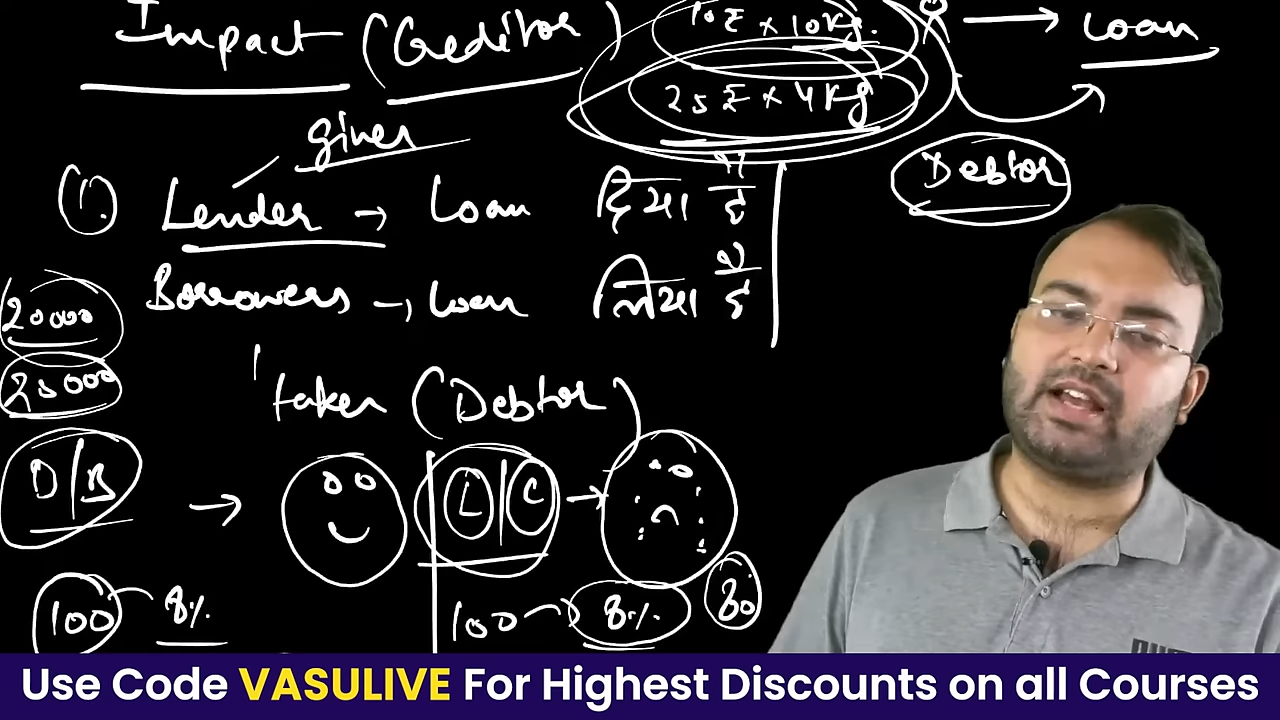 Impact (Creditor)
10₹ × 10kg.
25₹ × 4kg
Loan
Debtor
giver
(1.) Lender → Loan दिया
Borrowers → Loan लिया
20000
25000
taker (Debtor)
D|B → L|C →
100 8%
100 8% 80
Use Code VASULIVE For Highest Discounts on all Courses